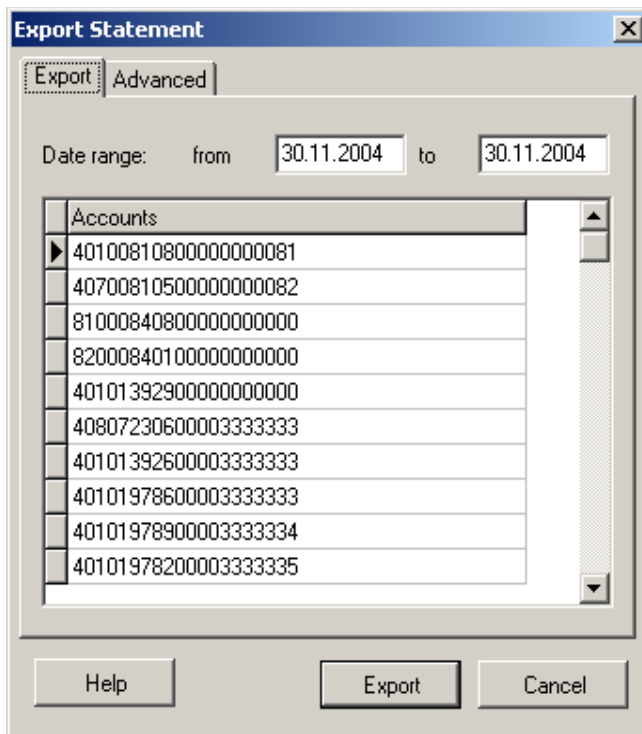 Export Statement
Export Advanced
Date range: from 30.11.2004 to 30.11.2004
Accounts
40100810800000000081
40700810500000000082
81000840800000000000
82000840100000000000
40101392900000000000
40807230600003333333
40101392600003333333
40101978600003333333
40101978900003333334
40101978200003333335
Help Export Cancel